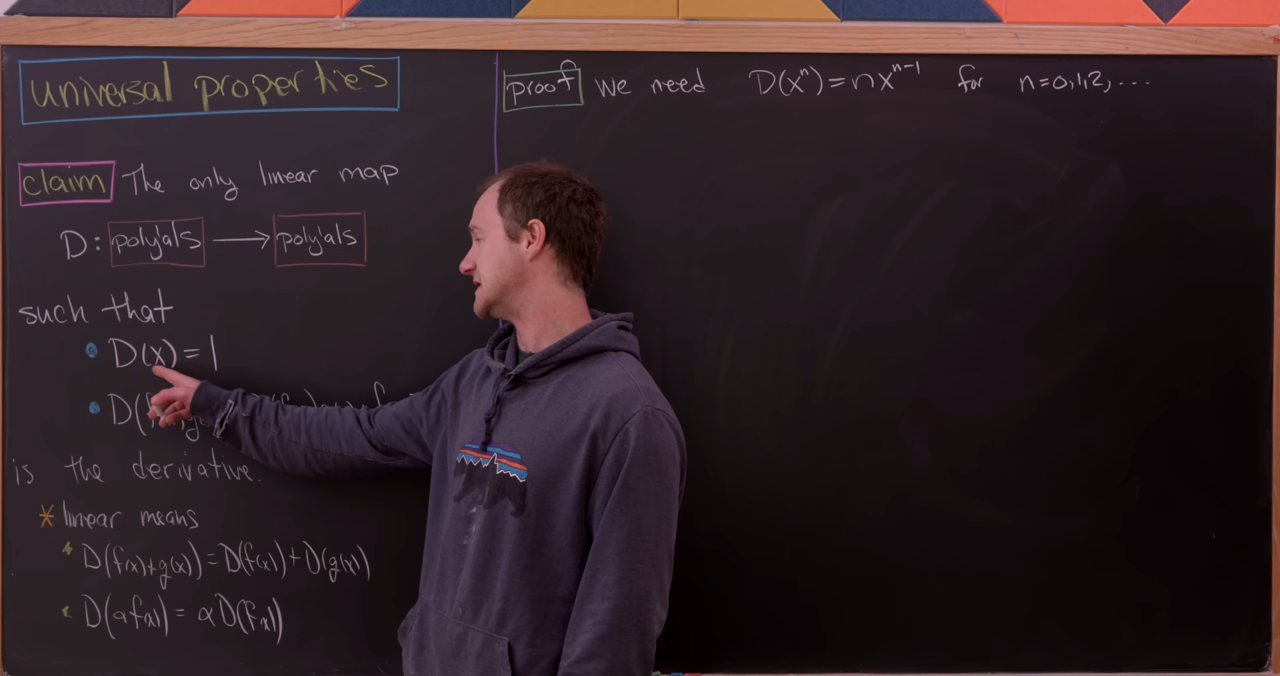 universal properties
claim The only linear map
D: poly'als → poly'als
such that
• D(x)=1
• D(
is the derivative.
* linear means
• D(f(x)+g(x))=D(f(x))+D(g(x))
• D(αf(x))=αD(f(x))
proof We need D(xⁿ)=nxⁿ⁻¹ for n=0,1,2,...